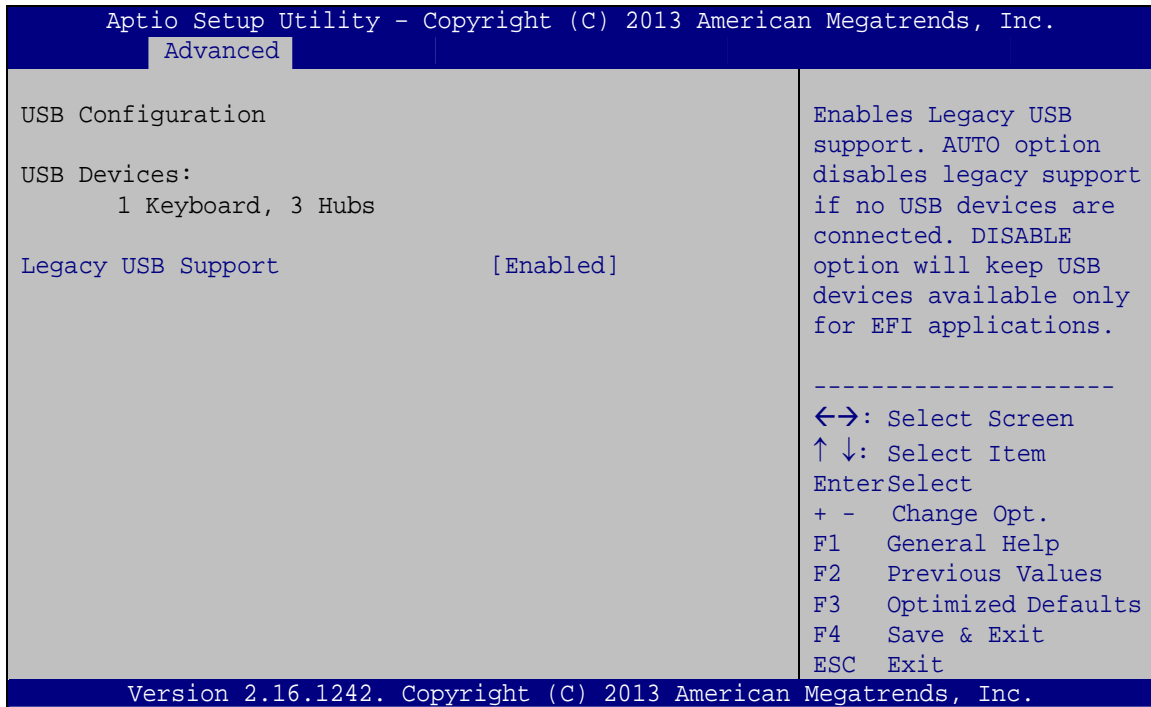 Aptio Setup Utility – Copyright (C) 2013 American Megatrends, Inc.
Advanced
USB Configuration
USB Devices:
1 Keyboard, 3 Hubs
Legacy USB Support [Enabled]
Enables Legacy USB
support. AUTO option
disables legacy support
if no USB devices are
connected. DISABLE
option will keep USB
devices available only
for EFI applications.
---------------------
←→: Select Screen
↑ ↓: Select Item
EnterSelect
+ - Change Opt.
F1 General Help
F2 Previous Values
F3 Optimized Defaults
F4 Save & Exit
ESC Exit
Version 2.16.1242. Copyright (C) 2013 American Megatrends, Inc.